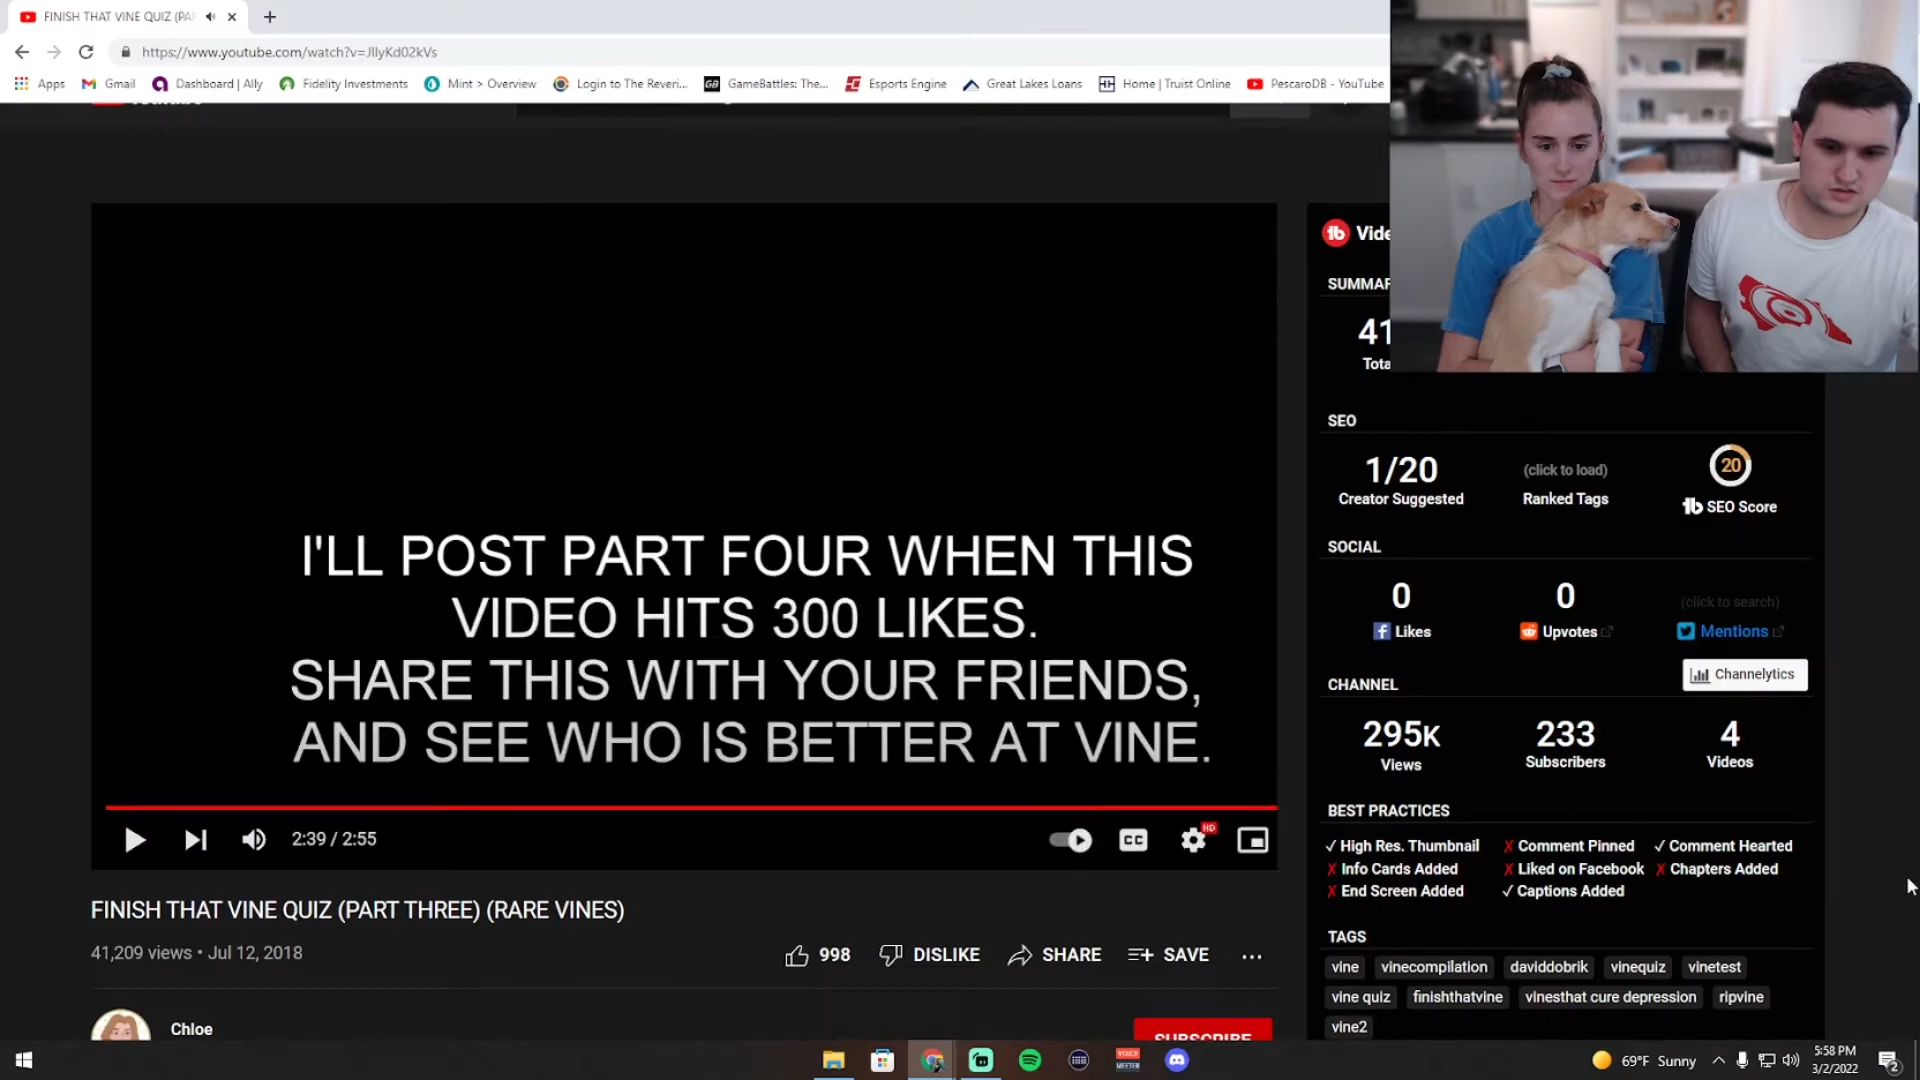 FINISH THAT VINE QUIZ (PA
https://www.youtube.com/watch?v=JIlyKd02kVs
Apps
Gmail
Dashboard | Ally
Fidelity Investments
Mint > Overview
Login to The Reveri...
GB
GameBattles: The...
Esports Engine
Great Lakes Loans
Home | Truist Online
PescaroDB - YouTube
I'LL POST PART FOUR WHEN THIS
VIDEO HITS 300 LIKES.
SHARE THIS WITH YOUR FRIENDS,
AND SEE WHO IS BETTER AT VINE.
2:39 / 2:55
CC
HD
FINISH THAT VINE QUIZ (PART THREE) (RARE VINES)
41,209 views • Jul 12, 2018
998
DISLIKE
SHARE
SAVE
Chloe
SUBSCRIBE
SEO
1/20
Creator Suggested
(click to load)
Ranked Tags
20
SEO Score
SOCIAL
0
Likes
0
Upvotes
(click to search)
Mentions
CHANNEL
Channelytics
295K
Views
233
Subscribers
4
Videos
BEST PRACTICES
✓ High Res. Thumbnail
✗ Comment Pinned
✓ Comment Hearted
✗ Info Cards Added
✗ Liked on Facebook
✗ Chapters Added
✗ End Screen Added
✓ Captions Added
TAGS
vine
vinecompilation
daviddobrik
vinequiz
vinetest
vine quiz
finishthatvine
vinesthat cure depression
ripvine
vine2
69°F Sunny
5:58 PM
3/2/2022
2